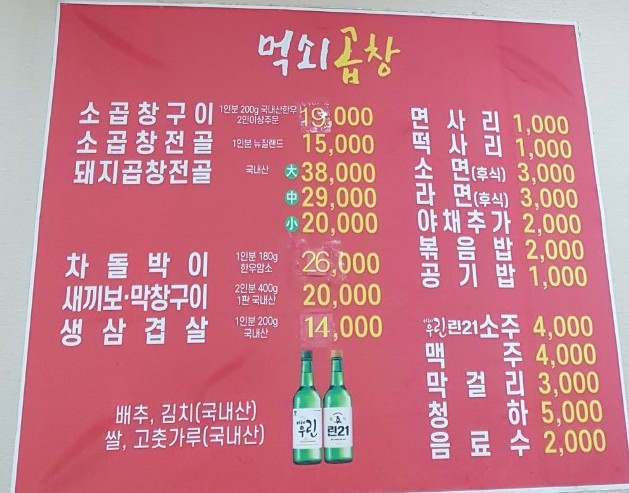 먹쇠곱창
소곱창구이 1인분 200g 국내산한우 2인이상주문 19,000
소곱창전골 1인분 뉴질랜드 15,000
돼지곱창전골 국내산 大 38,000
中 29,000
小 20,000
차돌박이 1인분 180g 한우암소 26,000
새끼보·막창구이 2인분 400g 1판 국내산 20,000
생삼겹살 1인분 200g 국내산 14,000
배추, 김치(국내산)
쌀, 고춧가루(국내산)
우린
린21
면사리 1,000
떡사리 1,000
소면(후식) 3,000
라면(후식) 3,000
야채추가 2,000
볶음밥 2,000
공기밥 1,000
우린 린21 소주 4,000
맥주 4,000
막걸리 3,000
청하 5,000
음료수 2,000